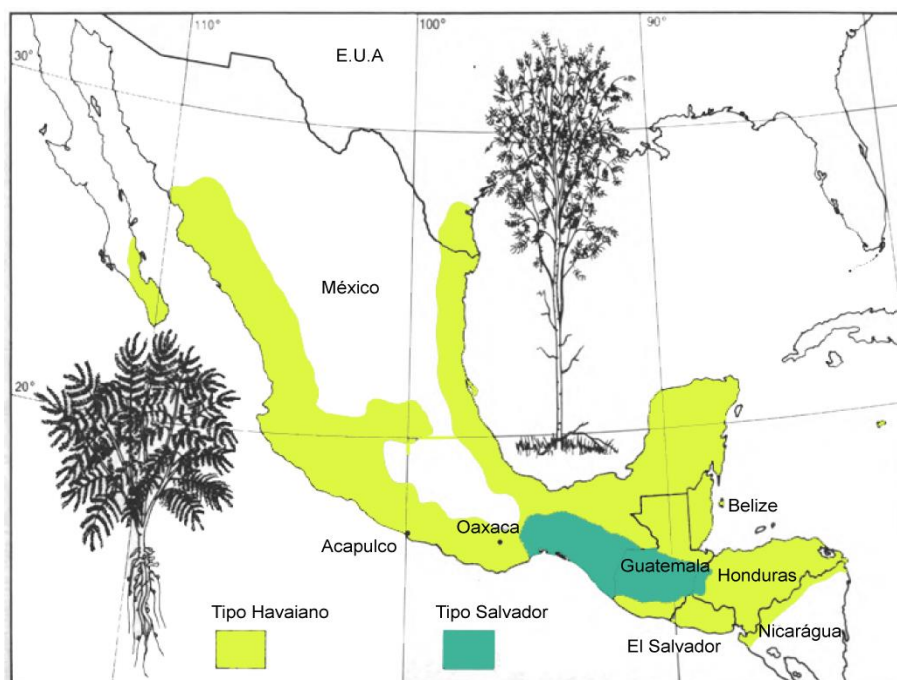 110°
100°
90°
30°
E.U.A
México
20°
Belize
Oaxaca
Acapulco
Guatemala
Honduras
Tipo Havaiano
Tipo Salvador
Nicarágua
El Salvador